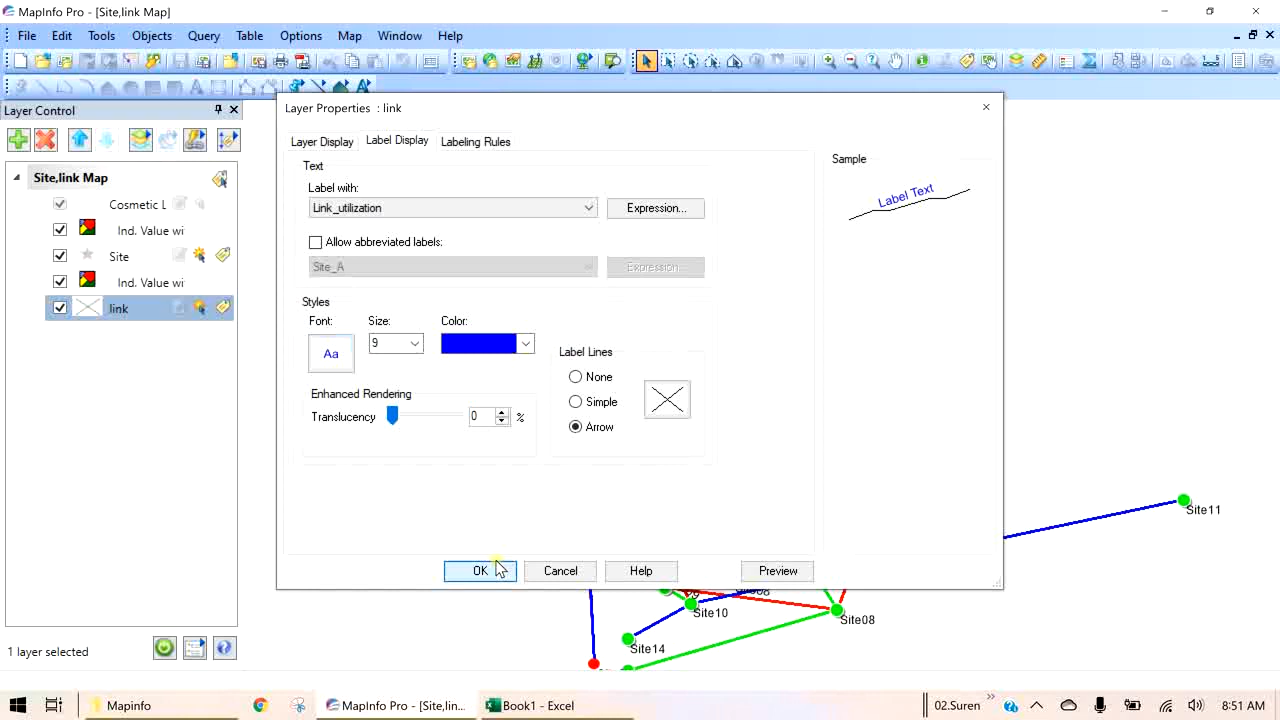 MapInfo Pro - [Site,link Map]
File Edit Tools Objects Query Table Options Map Window Help
Layer Control
Site,link Map
Cosmetic L
Ind. Value wi
Site
Ind. Value wi
link
1 layer selected
Layer Properties : link
Layer Display Label Display Labeling Rules
Text
Label with:
Link_utilization Expression...
Allow abbreviated labels:
Site_A Expression...
Styles
Font: Size: Color:
Aa 9
Enhanced Rendering
Translucency 0 %
Label Lines
None
Simple
Arrow
Sample
Label Text
OK Cancel Help Preview
Site11
Site10
Site08
Site14
Mapinfo MapInfo Pro - [Site,lin... Book1 - Excel 02.Suren 8:51 AM